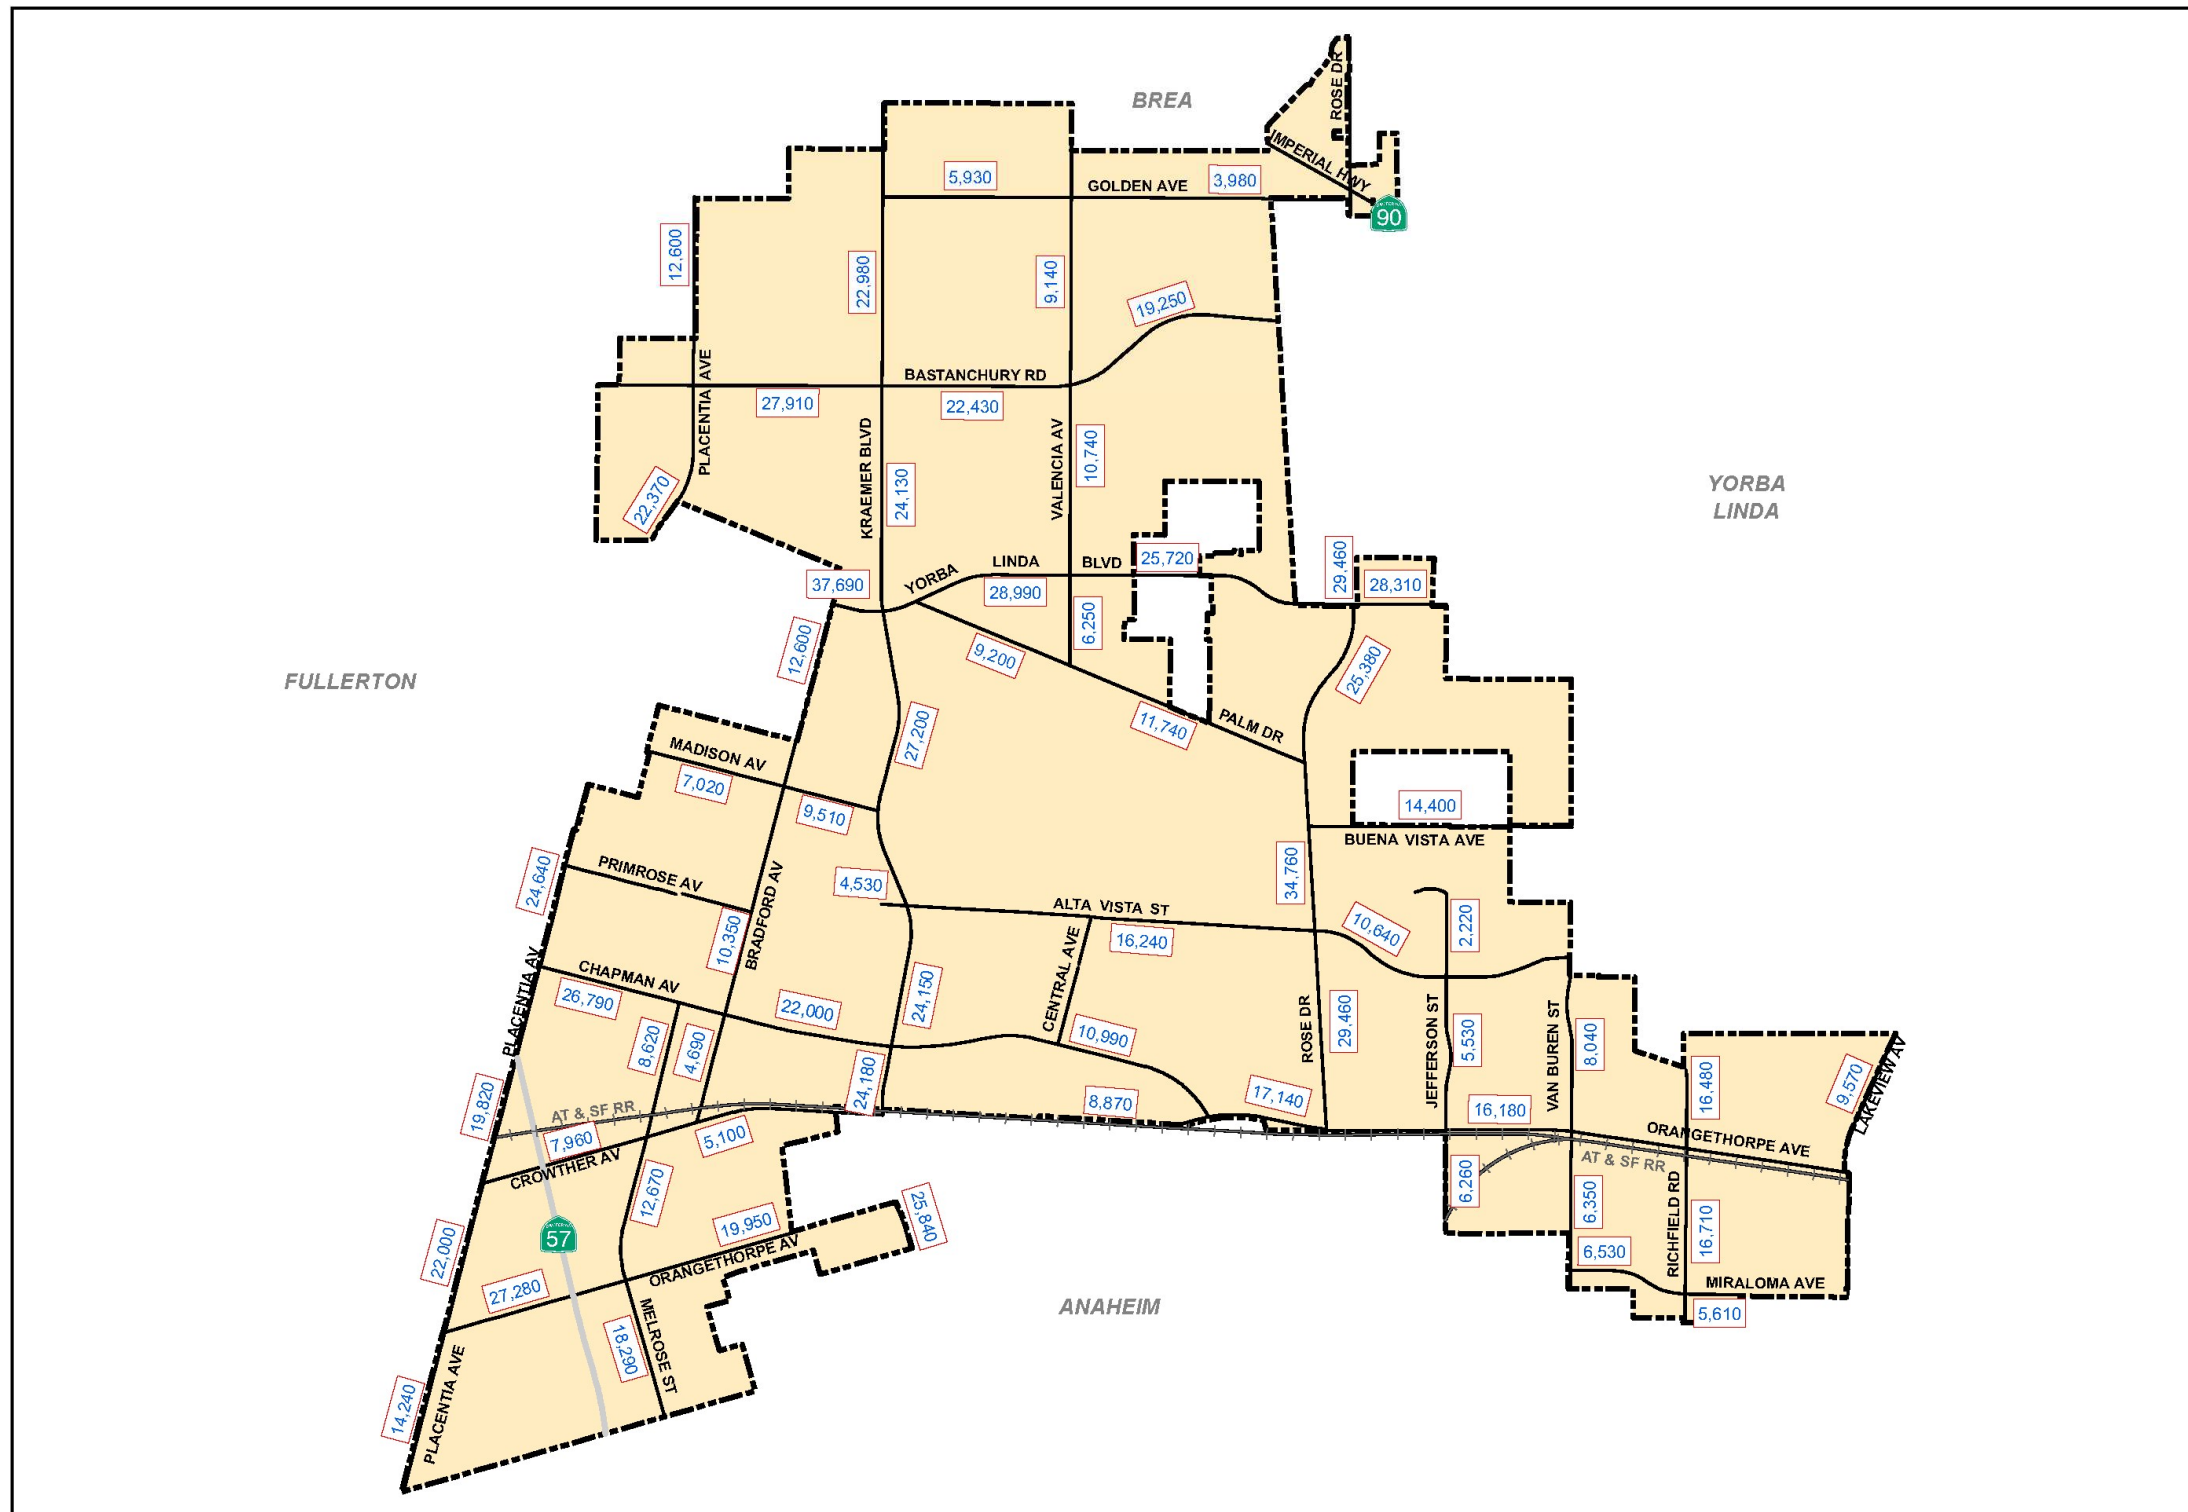 ROSE DR
BREA
IMPERIAL HWY
5,930
GOLDEN AVE
3,980
90
12,600
22,980
9,140
19,250
PLACENTIA AVE
BASTANCHURY RD
27,910
22,430
KRAEMER BLVD
VALENCIA AV
10,740
24,130
22,370
YORBA
LINDA
37,690
YORBA
LINDA
BLVD
25,720
28,990
29,460
28,310
6,250
12,600
9,200
25,380
FULLERTON
27,200
11,740
PALM DR
MADISON AV
7,020
9,510
14,400
BUENA VISTA AVE
24,640
PRIMROSE AV
4,530
34,760
BRADFORD AV
10,350
ALTA VISTA ST
16,240
CENTRAL AVE
10,640
2,220
PLACENTIA AV
CHAPMAN AV
26,790
22,000
24,150
10,990
ROSE DR
29,460
JEFFERSON ST
5,530
VAN BUREN ST
8,040
8,620
4,690
24,180
19,820
AT & SF RR
7,960
5,100
CROWTHER AV
8,870
17,140
16,180
16,480
9,570
LAKEVIEW AV
ORANGETHORPE AVE
AT & SF RR
12,670
6,260
6,350
RICHFIELD RD
16,710
22,000
57
19,950
25,840
ORANGETHORPE AV
27,280
6,530
MIRALOMA AVE
5,610
ANAHEIM
MELROSE ST
18,290
14,240
PLACENTIA AVE